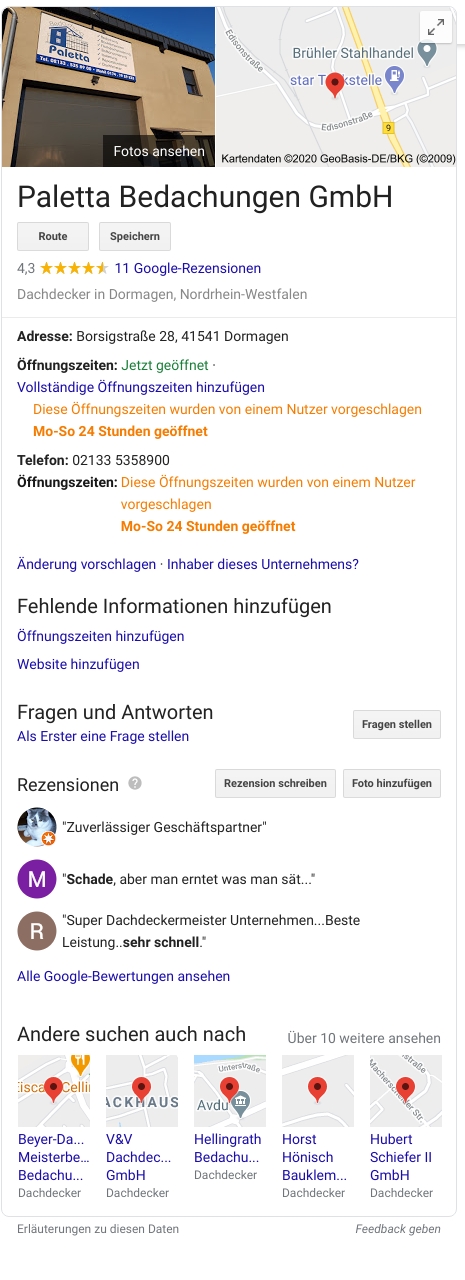 Paletta
Tel. 02133 . 535 89 00 •
Edisonstraße
Brühler Stahlhandel
star
kstelle
Edisonstraße
9
Fotos ansehen
Kartendaten ©2020 GeoBasis-DE/BKG (©2009)
Paletta Bedachungen GmbH
Route Speichern
4,3 11 Google-Rezensionen
Dachdecker in Dormagen, Nordrhein-Westfalen
Adresse: Borsigstraße 28, 41541 Dormagen
Öffnungszeiten: Jetzt geöffnet ·
Vollständige Öffnungszeiten hinzufügen
Diese Öffnungszeiten wurden von einem Nutzer vorgeschlagen
Mo-So 24 Stunden geöffnet
Telefon: 02133 5358900
Öffnungszeiten: Diese Öffnungszeiten wurden von einem Nutzer
vorgeschlagen
Mo-So 24 Stunden geöffnet
Änderung vorschlagen · Inhaber dieses Unternehmens?
Fehlende Informationen hinzufügen
Öffnungszeiten hinzufügen
Website hinzufügen
Fragen und Antworten
Fragen stellen
Als Erster eine Frage stellen
Rezensionen ? Rezension schreiben Foto hinzufügen
"Zuverlässiger Geschäftspartner"
M "Schade, aber man erntet was man sät..."
R "Super Dachdeckermeister Unternehmen...Beste
Leistung..sehr schnell."
Alle Google-Bewertungen ansehen
Andere suchen auch nach Über 10 weitere ansehen
ACKHAUS
Unterstraße
Avdu
Beyer-Da... V&V Hellingrath Horst Hubert
Meisterbe... Dachdec... Bedachu... Hönisch Schiefer II
Bedachu... GmbH Dachdecker Bauklem... GmbH
Dachdecker Dachdecker Dachdecker Dachdecker
Erläuterungen zu diesen Daten Feedback geben